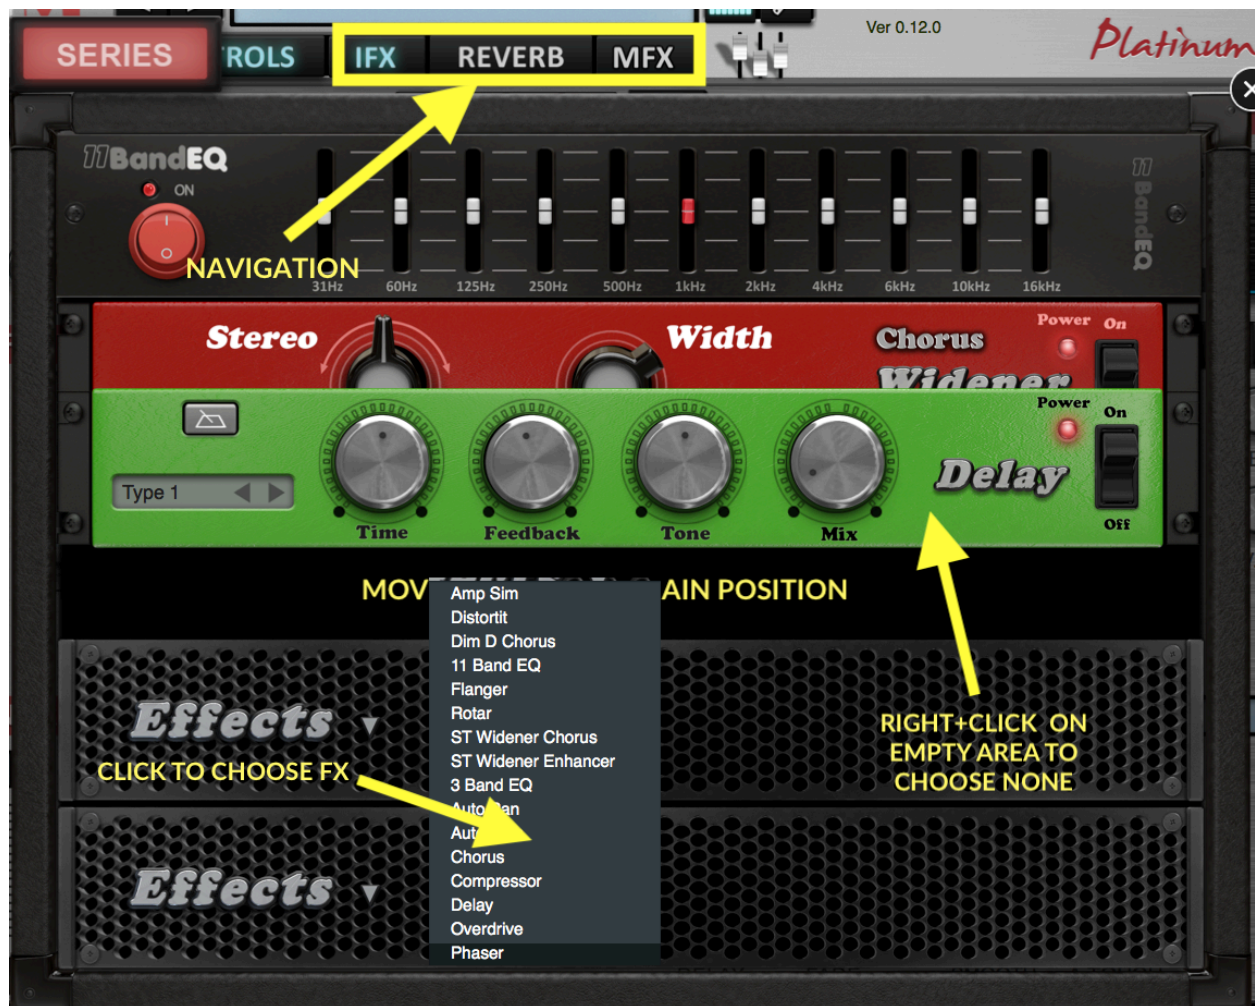 Ver 0.12.0
Platinum
SERIES
ROLS
IFX
REVERB
MFX
11BandEQ
ON
11BandEQ
NAVIGATION
31Hz 60Hz 125Hz 250Hz 500Hz 1kHz 2kHz 4kHz 6kHz 10kHz 16kHz
Stereo
Width
Chorus
Widener
Power On
Power On
Type 1
Delay
Off
Time Feedback Tone Mix
MOV
AIN POSITION
Amp Sim
Distortit
Dim D Chorus
11 Band EQ
Flanger
Rotar
ST Widener Chorus
ST Widener Enhancer
3 Band EQ
Auto Pan
Aut
Chorus
Compressor
Delay
Overdrive
Phaser
Effects
CLICK TO CHOOSE FX
RIGHT+CLICK ON
EMPTY AREA TO
CHOOSE NONE
Effects